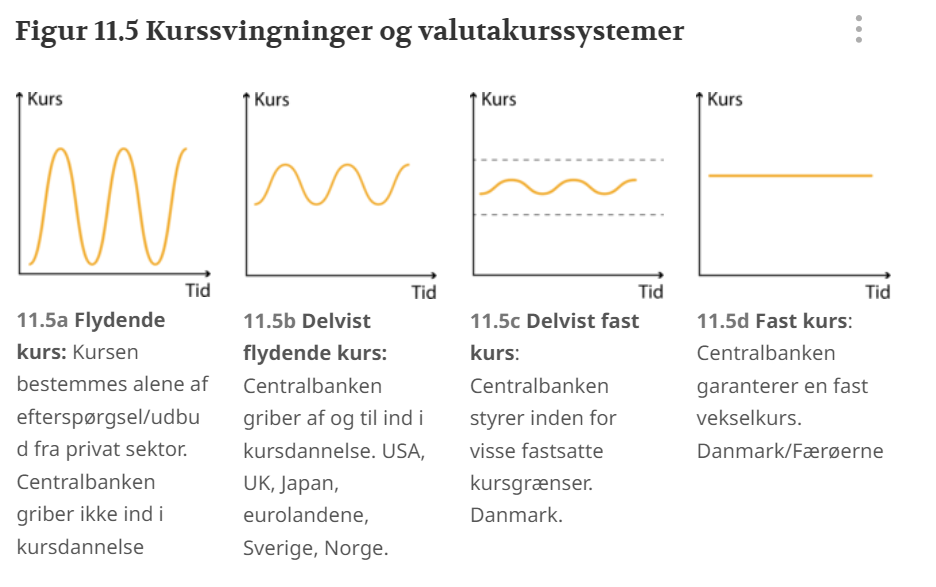 Figur 11.5 Kurssvingninger og valutakurssystemer
Kurs
Tid
11.5a Flydende
kurs: Kursen
bestemmes alene af
efterspørgsel/udbu
d fra privat sektor.
Centralbanken
griber ikke ind i
kursdannelse
Kurs
Tid
11.5b Delvist
flydende kurs:
Centralbanken
griber af og til ind i
kursdannelse. USA,
UK, Japan,
eurolandene,
Sverige, Norge.
Kurs
Tid
11.5c Delvist fast
kurs:
Centralbanken
styrer inden for
visse fastsatte
kursgrænser.
Danmark.
Kurs
Tid
11.5d Fast kurs:
Centralbanken
garanterer en fast
vekselkurs.
Danmark/Færøerne